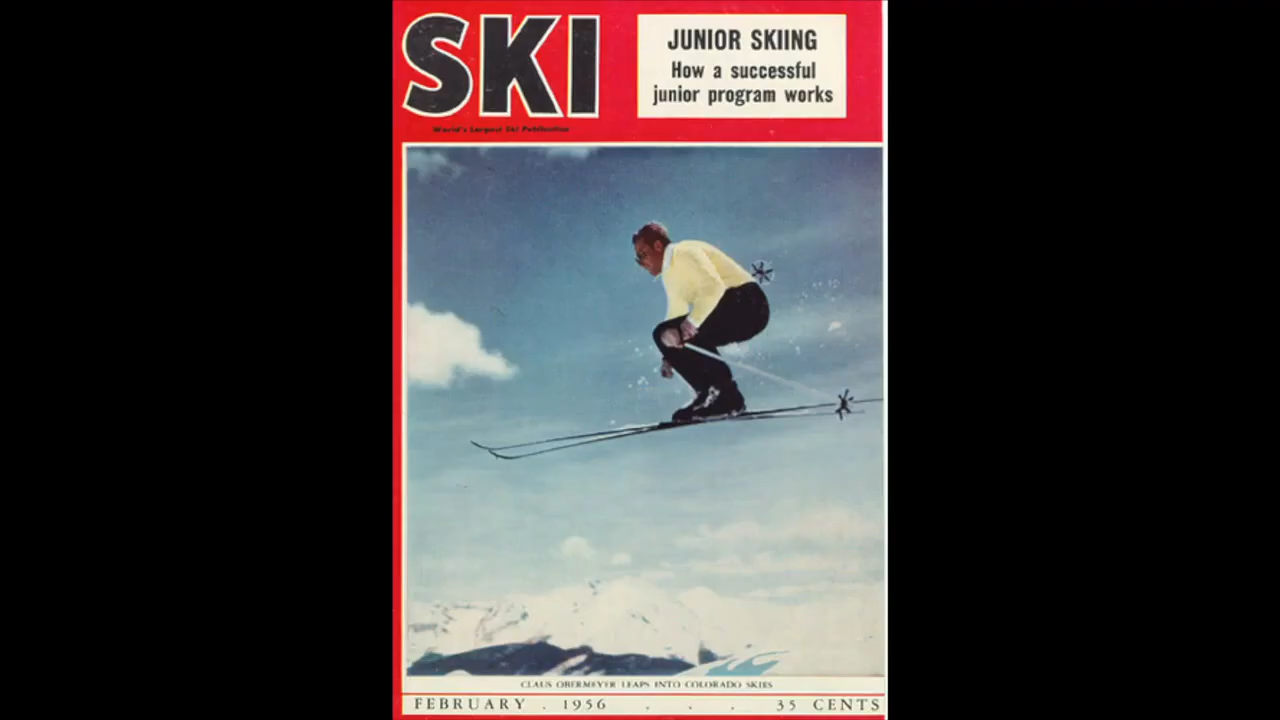 SKI
World's Largest Ski Publication
JUNIOR SKIING
How a successful
junior program works
CLAUS OBERMEYER LEAPS INTO COLORADO SKIES
FEBRUARY . 1956 . . . 35 CENTS